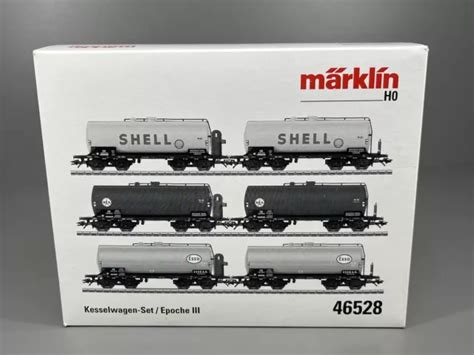 märklin
H0
SHELL SHELL
Esso Esso
Kesselwagen-Set / Epoche III
46528